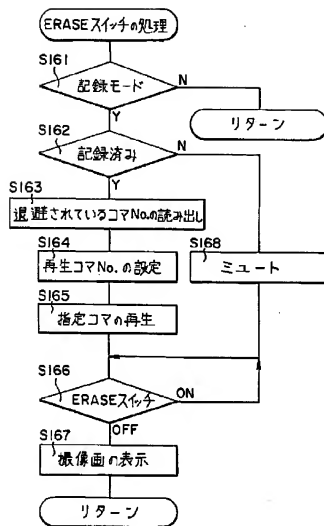 ERASEスイッチの処理
S161
記録モード
N
Y
リターン
S162
記録済み
N
Y
S163
退避されているコマNo.の読み出し
S164
再生コマNo.の設定
S168
ミュート
S165
指定コマの再生
S166
ERASEスイッチ
ON
OFF
S167
撮像画の表示
リターン